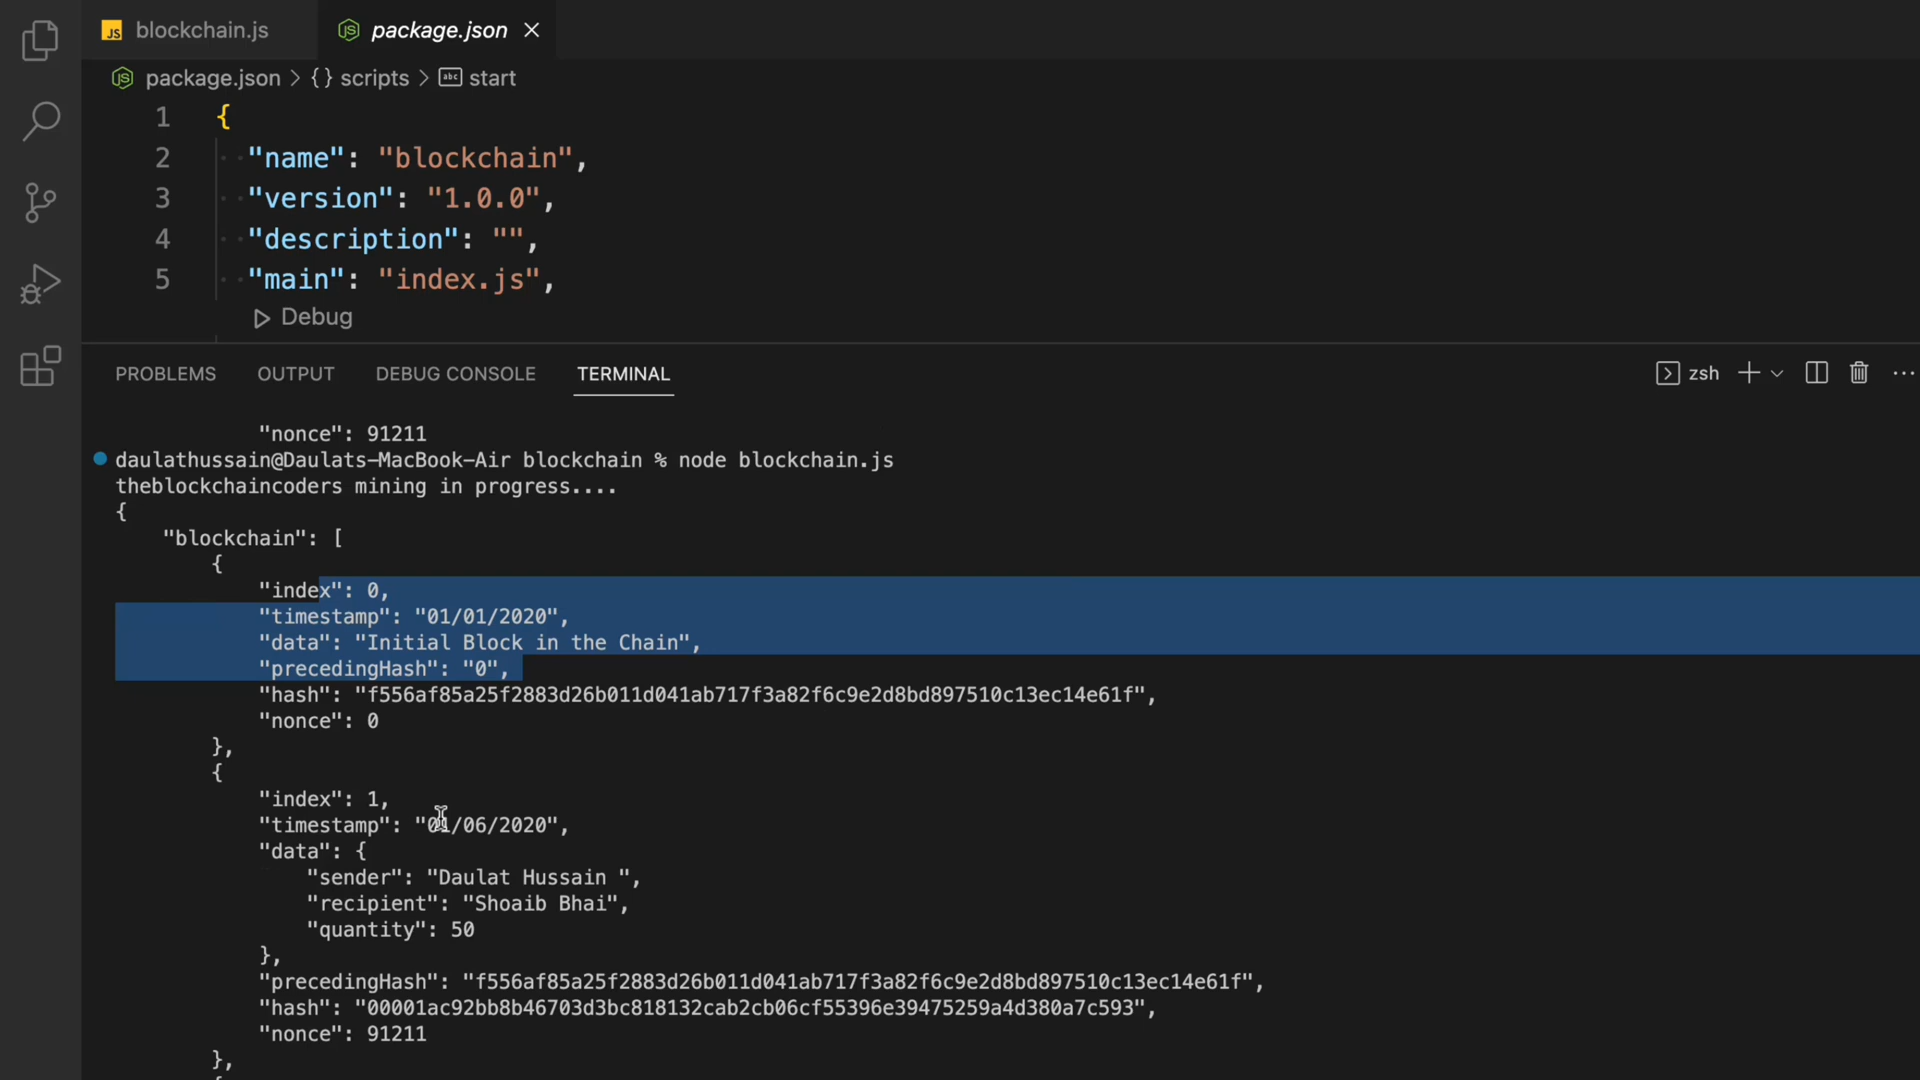 blockchain.js
package.json
package.json > {} scripts > abc start
1 {
2 "name": "blockchain",
3 "version": "1.0.0",
4 "description": "",
5 "main": "index.js",
Debug
PROBLEMS OUTPUT DEBUG CONSOLE TERMINAL
zsh
"nonce": 91211
daulathussain@Daulats-MacBook-Air blockchain % node blockchain.js
theblockchaincoders mining in progress....
{
"blockchain": [
{
"index": 0,
"timestamp": "01/01/2020",
"data": "Initial Block in the Chain",
"precedingHash": "0",
"hash": "f556af85a25f2883d26b011d041ab717f3a82f6c9e2d8bd897510c13ec14e61f",
"nonce": 0
},
{
"index": 1,
"timestamp": "01/06/2020",
"data": {
"sender": "Daulat Hussain ",
"recipient": "Shoaib Bhai",
"quantity": 50
},
"precedingHash": "f556af85a25f2883d26b011d041ab717f3a82f6c9e2d8bd897510c13ec14e61f",
"hash": "00001ac92bb8b46703d3bc818132cab2cb06cf55396e39475259a4d380a7c593",
"nonce": 91211
},